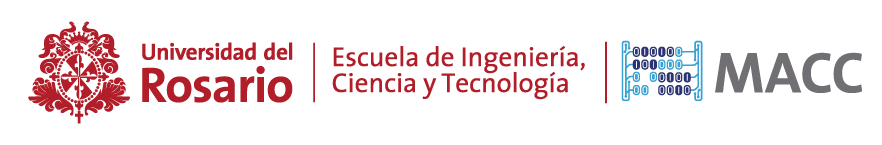 Universidad del
Rosario
Escuela de Ingeniería,
Ciencia y Tecnología
MACC